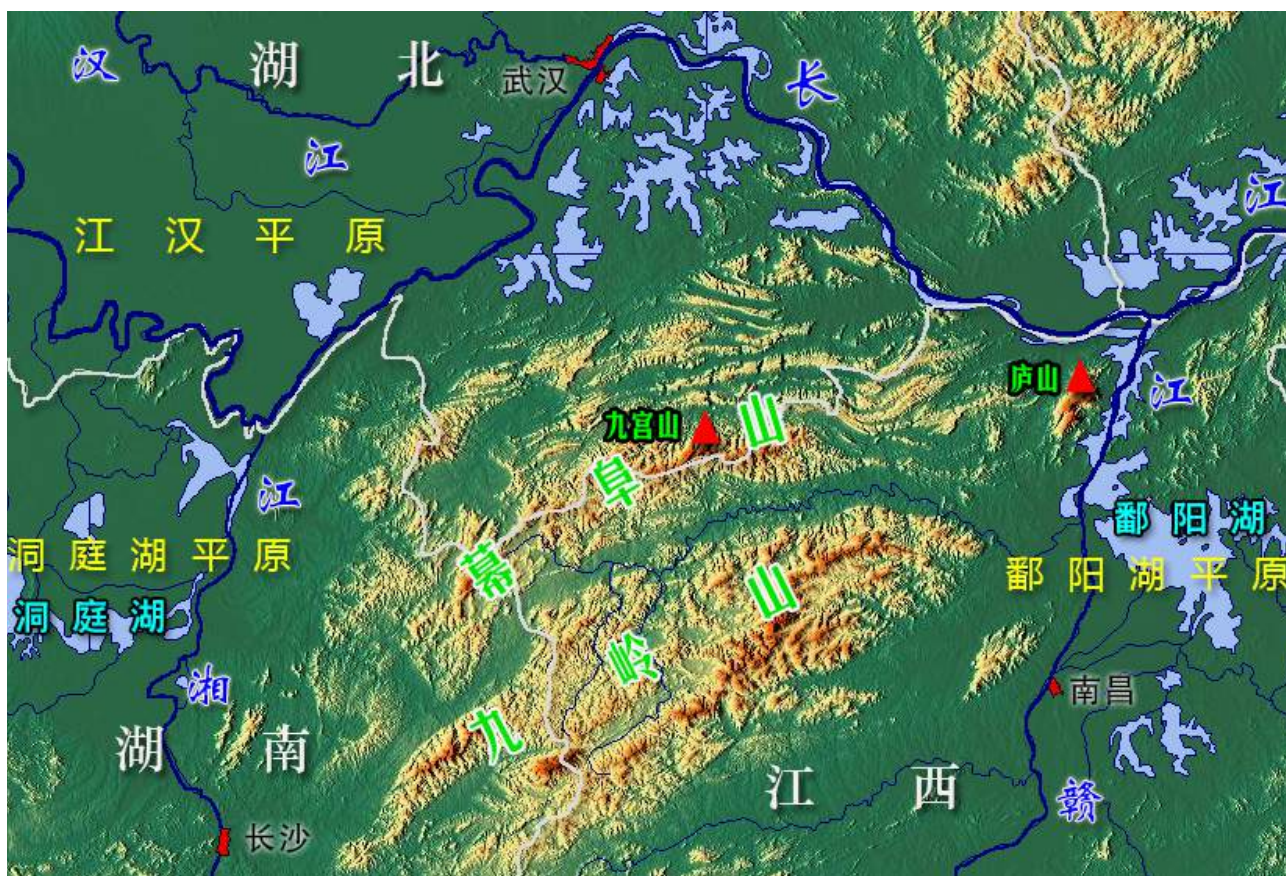 汉
湖北
武汉
长
江
江
江汉平原
庐山
江
九宫山
幕阜山
江
鄱阳湖
洞庭湖平原
鄱阳湖平原
洞庭湖
九岭山
湘
南昌
湖南
江西
赣
长沙